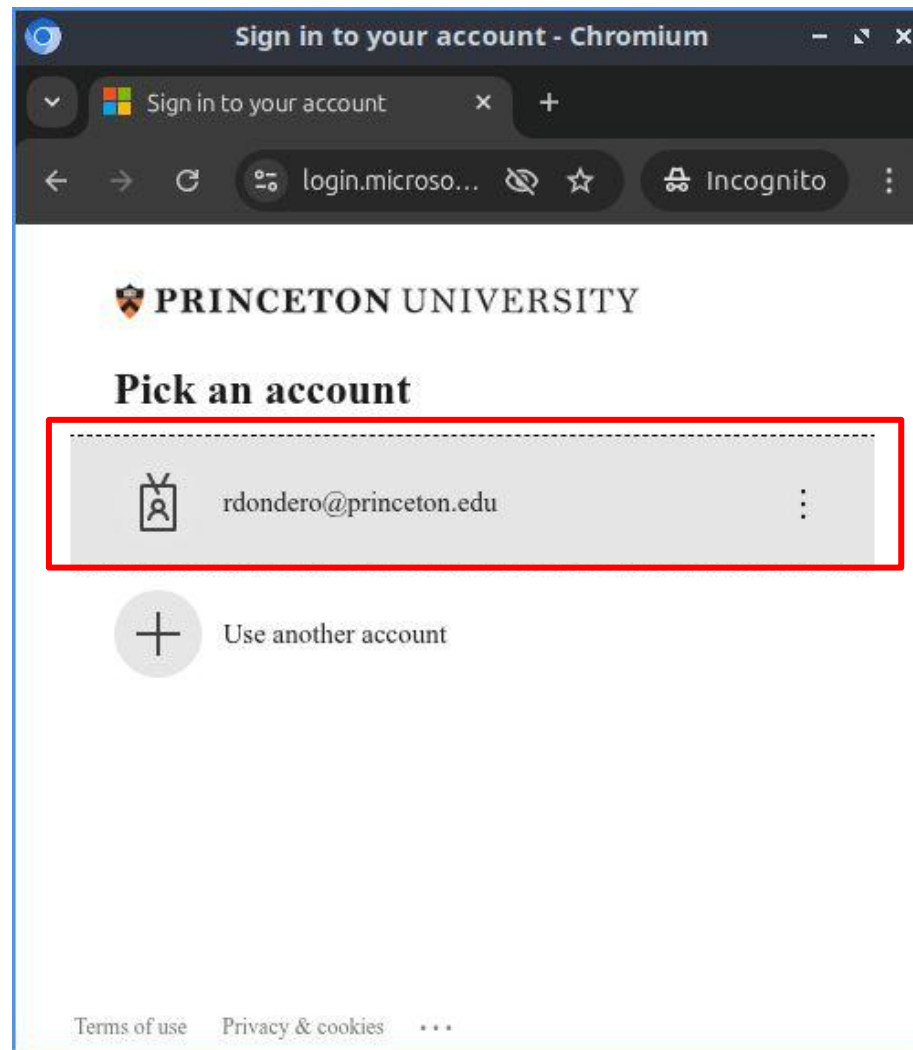 Sign in to your account - Chromium
Sign in to your account
login.microso... Incognito
PRINCETON UNIVERSITY
Pick an account
rdondero@princeton.edu
Use another account
Terms of use Privacy & cookies ...